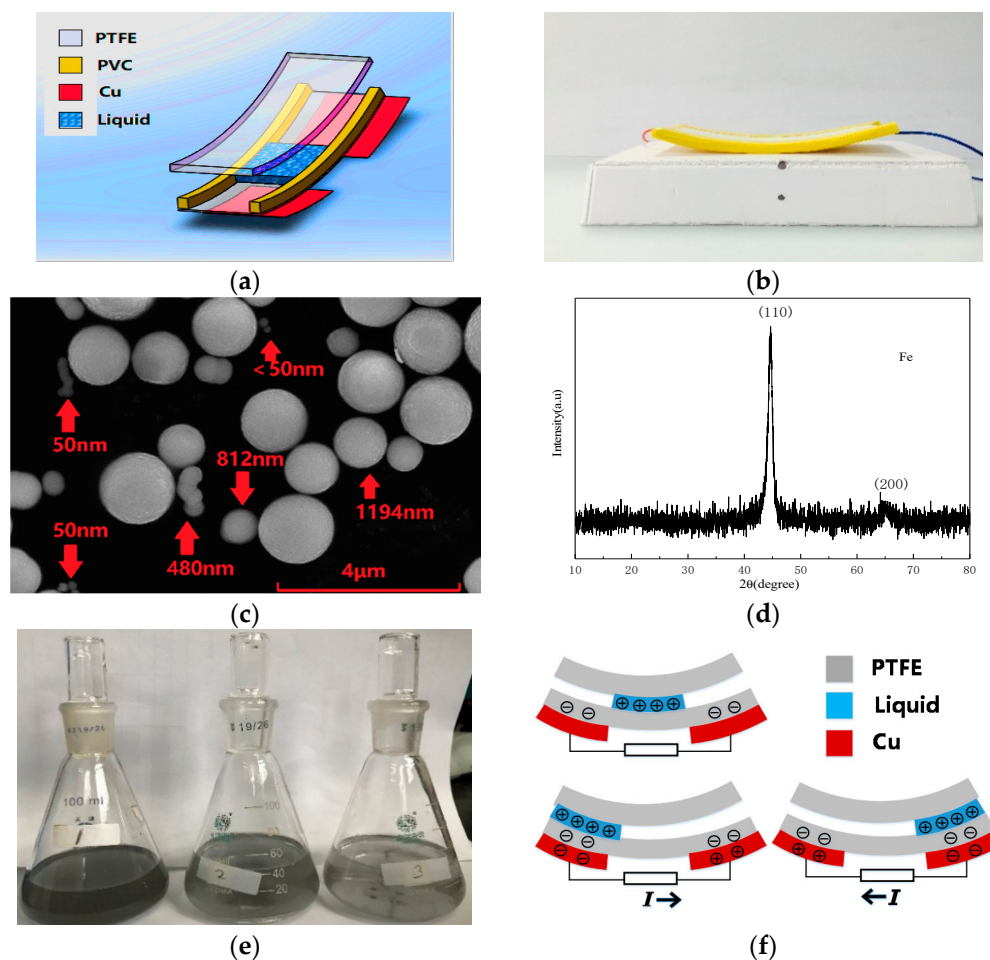 PTFE
PVC
Cu
Liquid
(a)
(b)
<50nm
50nm
812nm
1194nm
50nm
480nm
4μm
(c)
(110)
Fe
(200)
Intensity(a.u)
10 20 30 40 50 60 70 80
2θ(degree)
(d)
19/26
100 ml
1
100
60
40
20
2
3
(e)
PTFE
Liquid
Cu
+ + + +
− −
− −
+ + + +
− −
− −
− −
+ +
I→
+ + + +
− −
− −
+ +
− −
←I
(f)